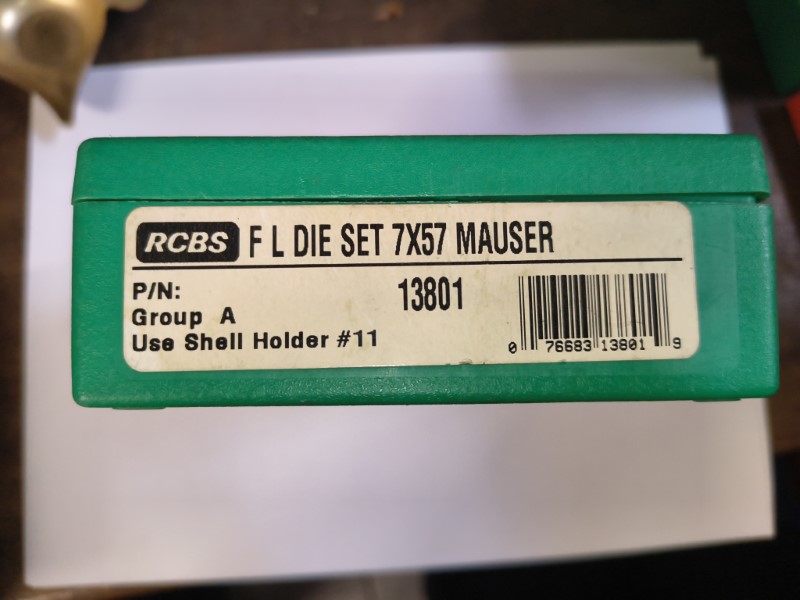 RCBS F L DIE SET 7X57 MAUSER
P/N: 13801
Group A
Use Shell Holder #11
0 76683 13801 9